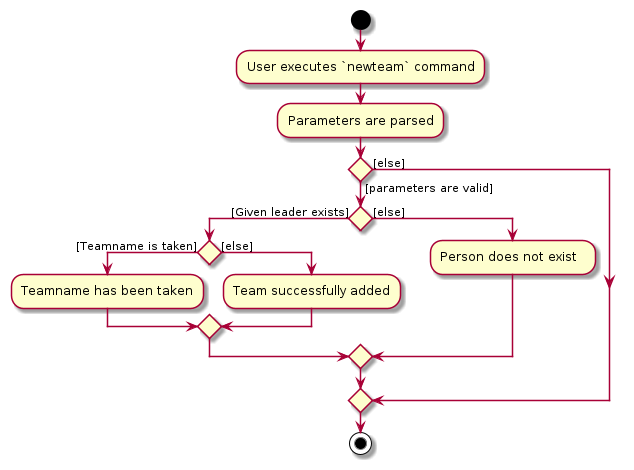 User executes `newteam` command
Parameters are parsed
[else]
[parameters are valid]
[Given leader exists]
[else]
[Teamname is taken]
[else]
Person does not exist
Teamname has been taken
Team successfully added